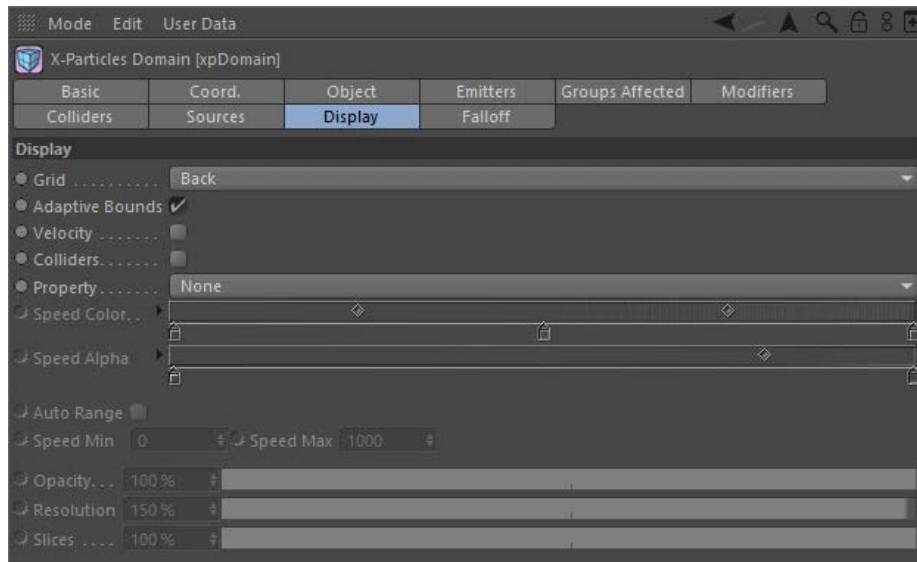 Mode Edit User Data
X-Particles Domain [xpDomain]
Basic Coord. Object Emitters Groups Affected Modifiers
Colliders Sources Display Falloff
Display
Grid .......... Back
Adaptive Bounds
Velocity .......
Colliders.......
Property....... None
Speed Color..
Speed Alpha
Auto Range
Speed Min 0 Speed Max 1000
Opacity... 100 %
Resolution 150 %
Slices .... 100 %